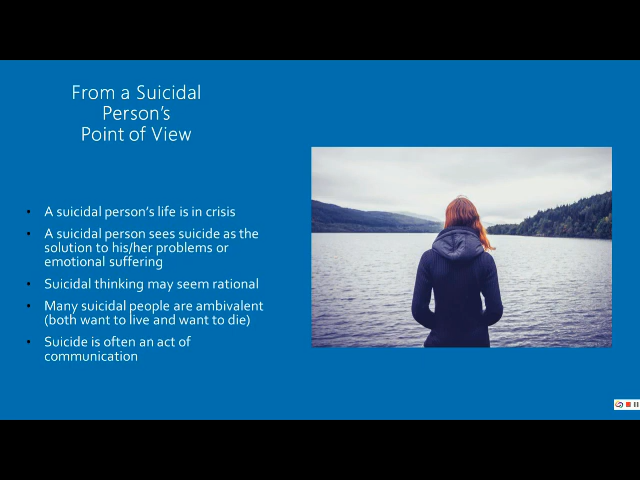 From a Suicidal
Person's
Point of View
• A suicidal person's life is in crisis
• A suicidal person sees suicide as the
solution to his/her problems or
emotional suffering
• Suicidal thinking may seem rational
• Many suicidal people are ambivalent
(both want to live and want to die)
• Suicide is often an act of
communication